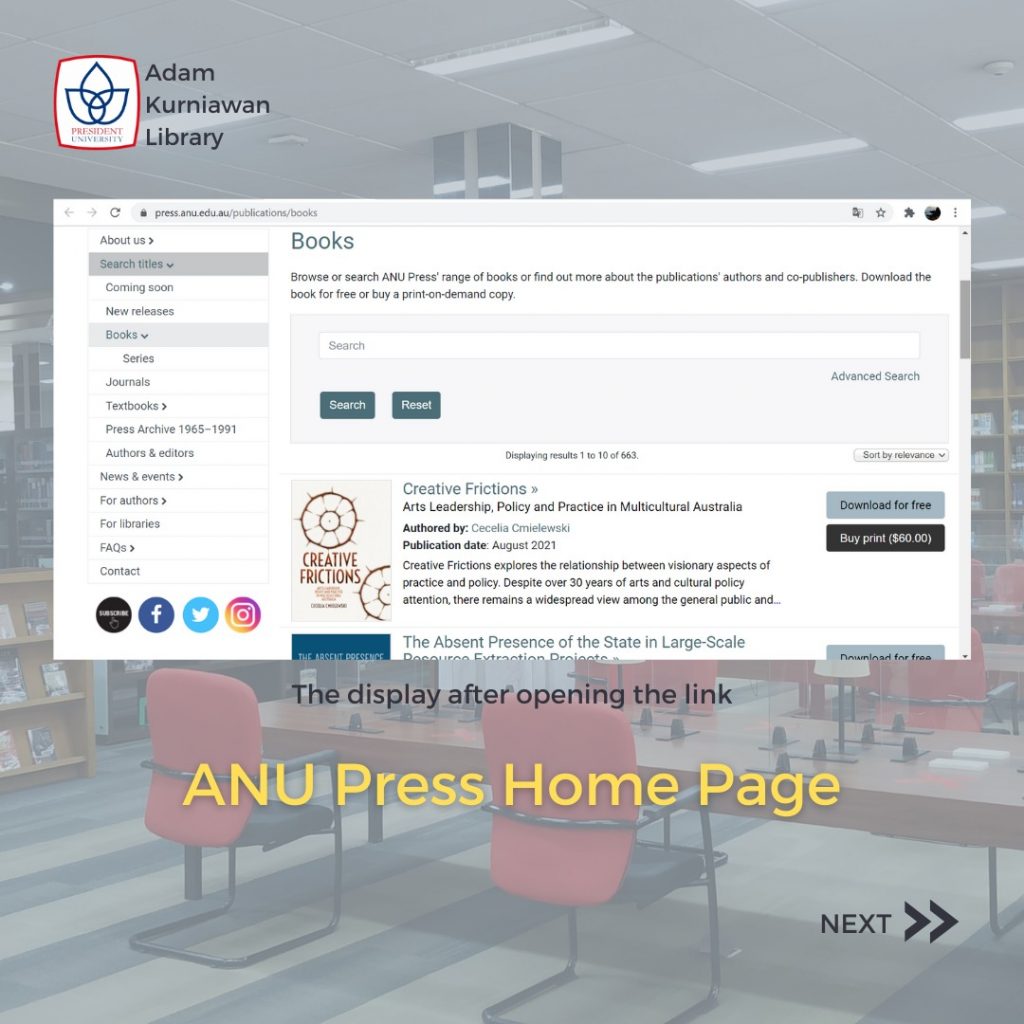 Adam
Kurniawan
Library
PRESIDENT
UNIVERSITY
press.anu.edu.au/publications/books
About us
Search titles
Coming soon
New releases
Books
Series
Journals
Textbooks
Press Archive 1965–1991
Authors & editors
News & events
For authors
For libraries
FAQs
Contact
SUBSCRIBE
Books
Browse or search ANU Press' range of books or find out more about the publications' authors and co-publishers. Download the
book for free or buy a print-on-demand copy.
Search
Advanced Search
Search Reset
Displaying results 1 to 10 of 663.
Sort by relevance
CREATIVE
FRICTIONS
CECELIA CMIELEWSKI
Creative Frictions »
Arts Leadership, Policy and Practice in Multicultural Australia
Authored by: Cecelia Cmielewski
Publication date: August 2021
Creative Frictions explores the relationship between visionary aspects of
practice and policy. Despite over 30 years of arts and cultural policy
attention, there remains a widespread view among the general public and...
Download for free
Buy print ($60.00)
THE ABSENT PRESENCE
The Absent Presence of the State in Large-Scale
Resource Extraction Projects »
Download for free
The display after opening the link
ANU Press Home Page
NEXT